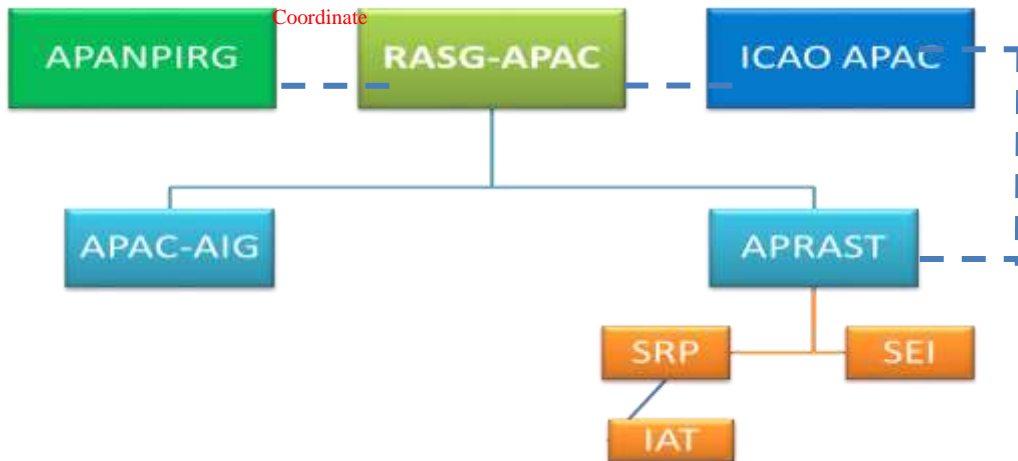 Coordinate
APANPIRG
RASG-APAC
ICAO APAC
APAC-AIG
APRAST
SRP
SEI
IAT